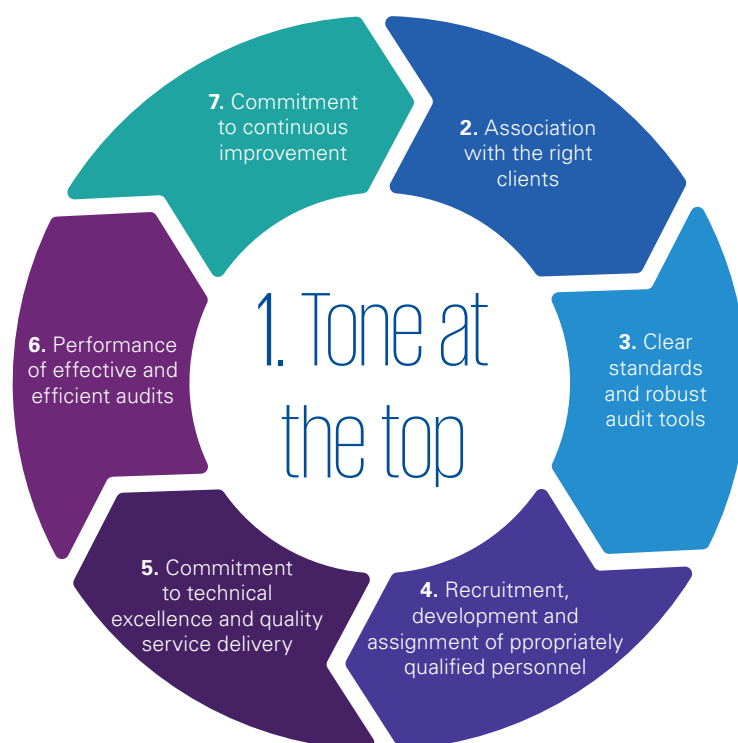 1. Tone at
the top
2. Association
with the right
clients
3. Clear
standards
and robust
audit tools
4. Recruitment,
development and
assignment of ppropriately
qualified personnel
5. Commitment
to technical
excellence and quality
service delivery
6. Performance
of effective and
efficient audits
7. Commitment
to continuous
improvement